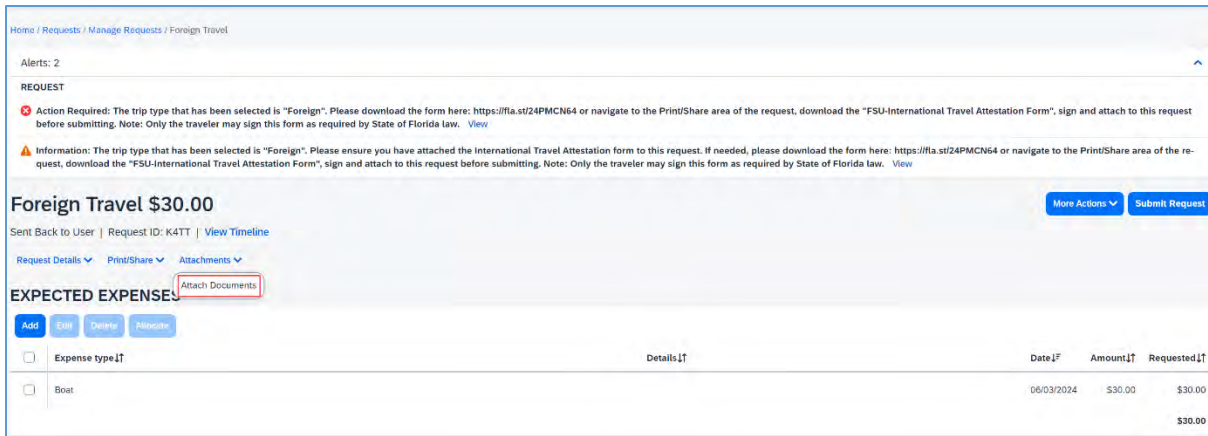 Home / Requests / Manage Requests / Foreign Travel
Alerts: 2
REQUEST
Action Required: The trip type that has been selected is "Foreign". Please download the form here: https://fla.st/24PMCN64 or navigate to the Print/Share area of the request, download the "FSU-International Travel Attestation Form", sign and attach to this request
before submitting. Note: Only the traveler may sign this form as required by State of Florida law. View
Information: The trip type that has been selected is "Foreign". Please ensure you have attached the International Travel Attestation form to this request. If needed, please download the form here: https://fla.st/24PMCN64 or navigate to the Print/Share area of the re-
quest, download the "FSU-International Travel Attestation Form", sign and attach to this request before submitting. Note: Only the traveler may sign this form as required by State of Florida law. View
Foreign Travel $30.00
More Actions Submit Request
Sent Back to User | Request ID: K4TT | View Timeline
Request Details Print/Share Attachments
Attach Documents
EXPECTED EXPENSES
Add Edit Delete Allocate
Expense type Details Date Amount Requested
Boat 06/03/2024 $30.00 $30.00
$30.00